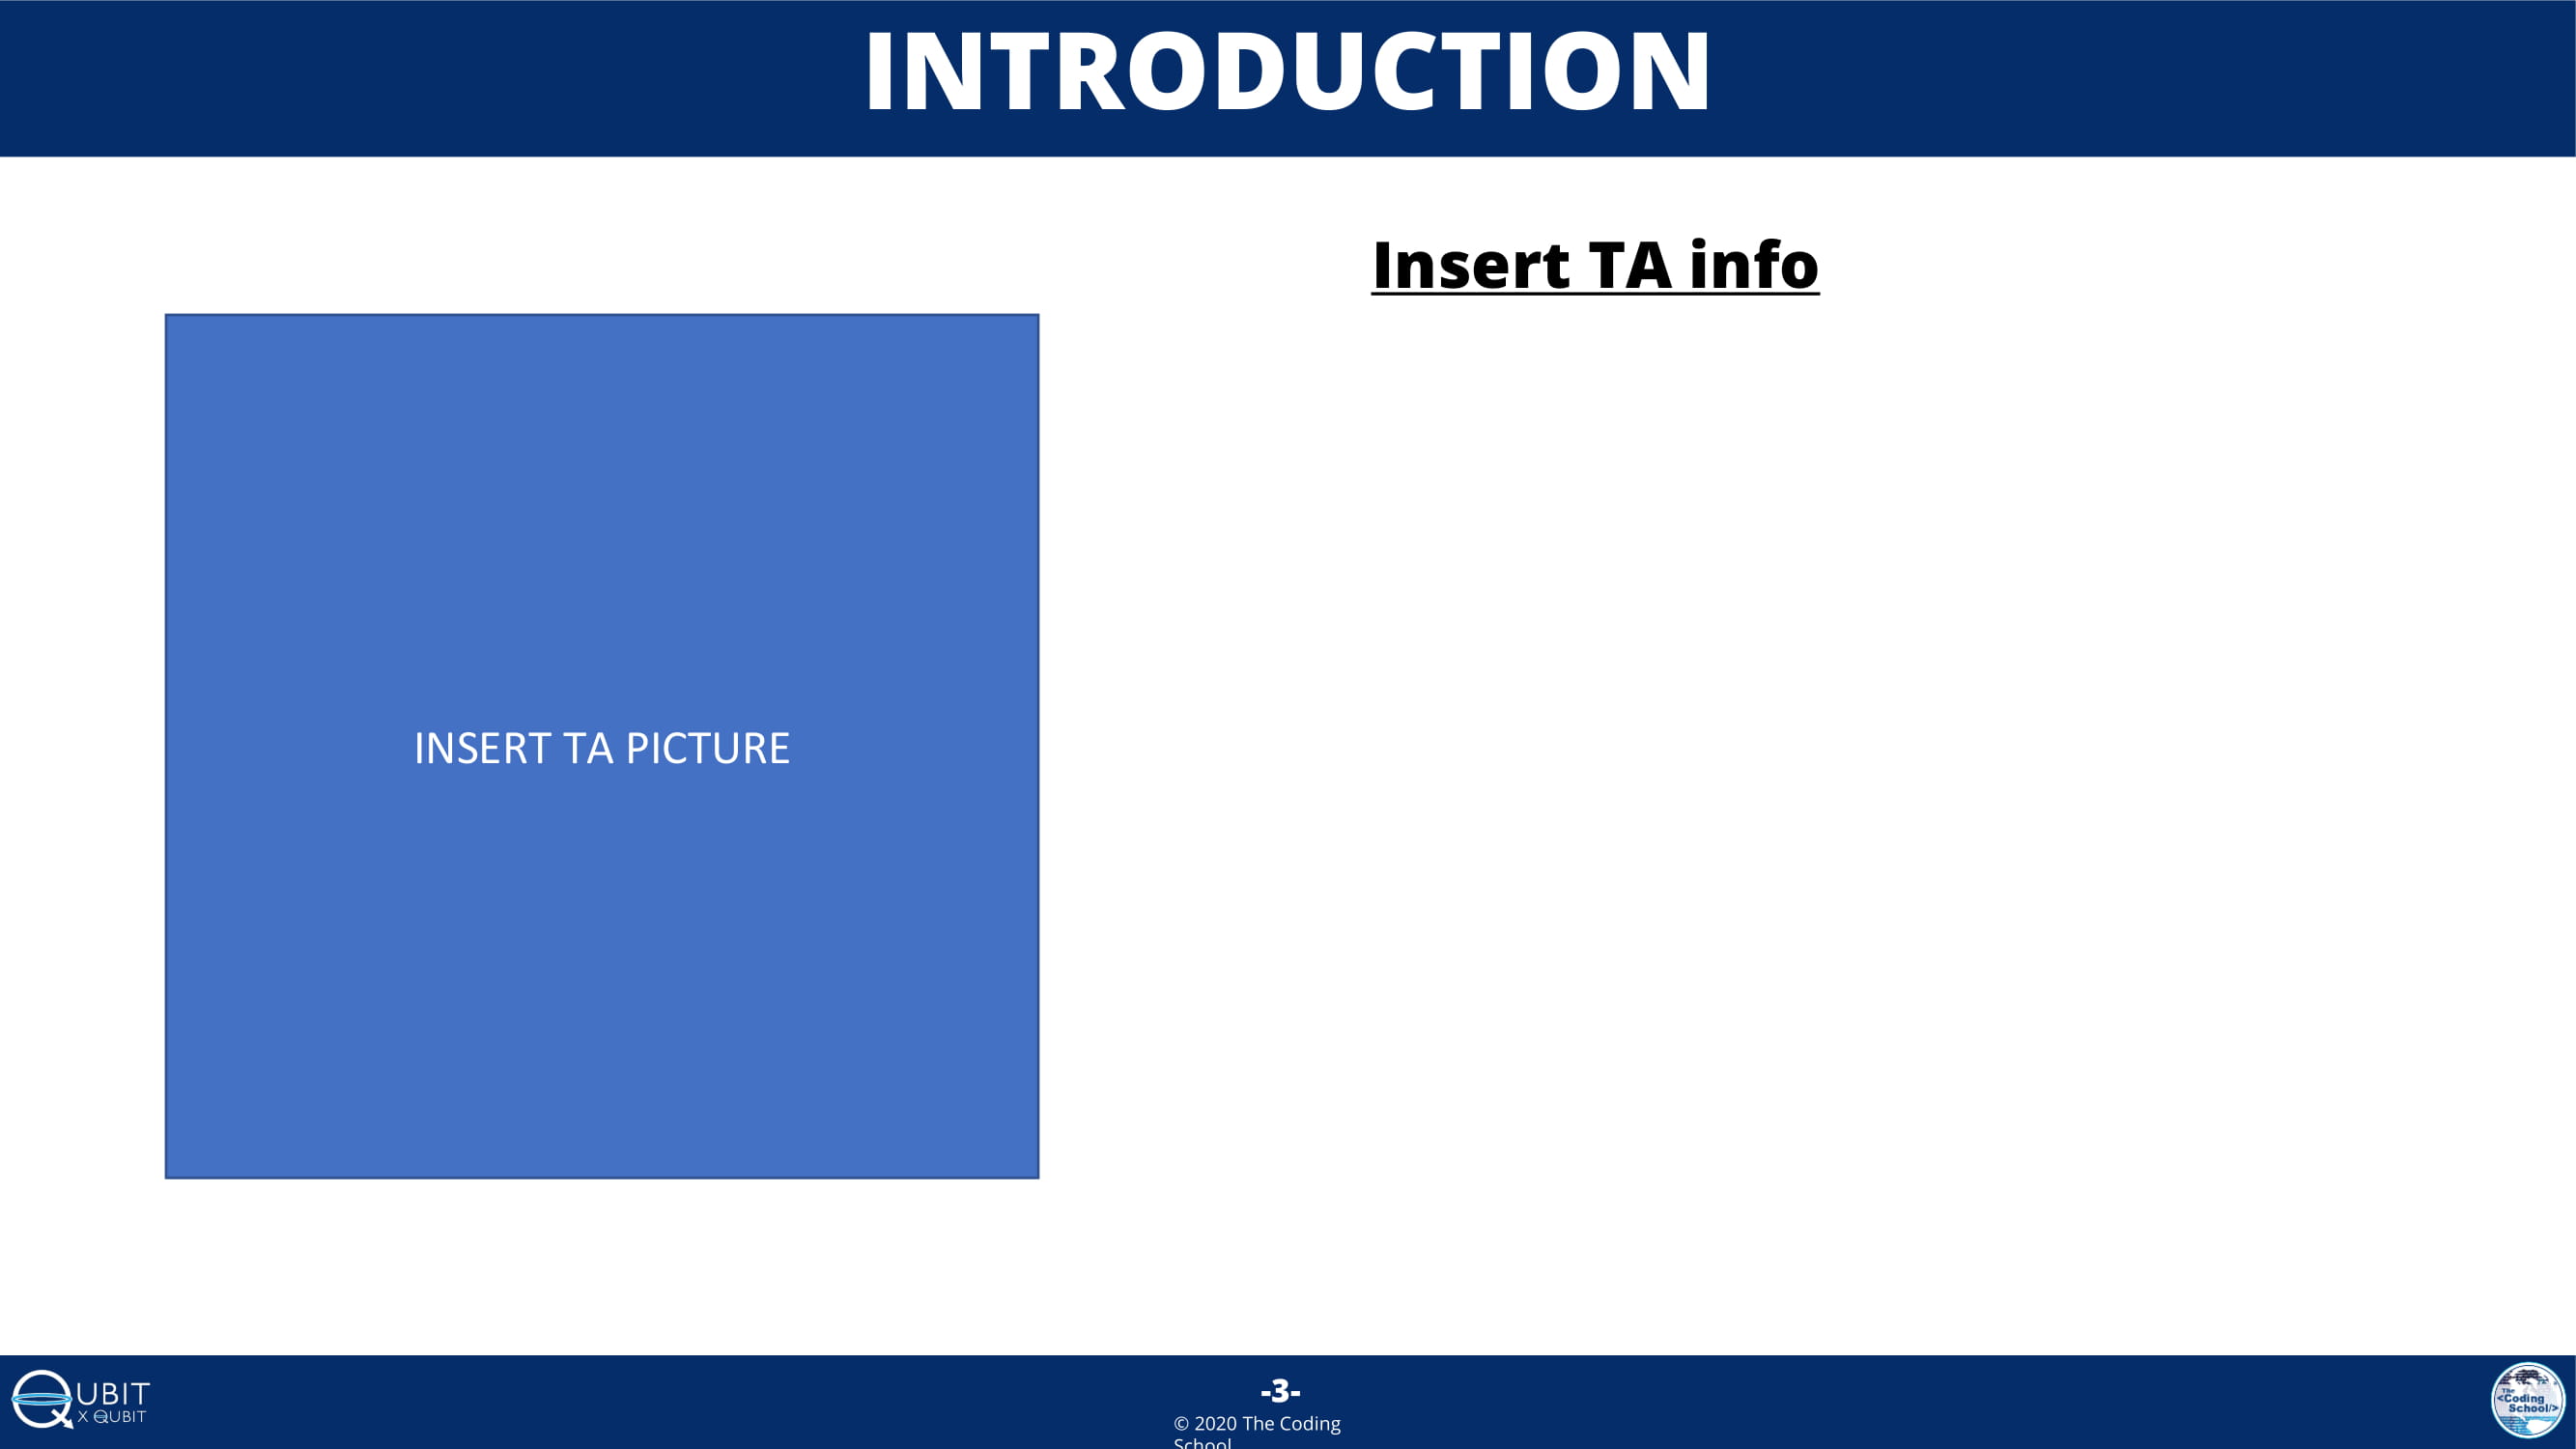 INTRODUCTION
Insert TA info
INSERT TA PICTURE
QUBIT
X QUBIT
-3-
© 2020 The Coding
School
The
<Coding
School/>